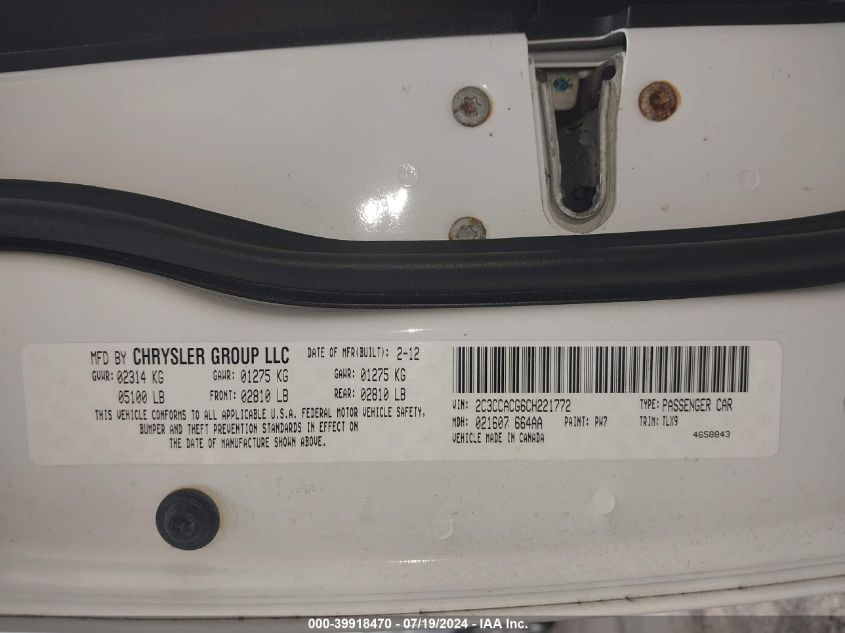 MFD BY CHRYSLER GROUP LLC DATE OF MFR(BUILT): 2-12
GVWR: 02314 KG GAWR: 01275 KG GAWR: 01275 KG
05100 LB FRONT: 02810 LB REAR: 02810 LB
THIS VEHICLE CONFORMS TO ALL APPLICABLE U.S.A. FEDERAL MOTOR VEHICLE SAFETY,
BUMPER AND THEFT PREVENTION STANDARDS IN EFFECT ON
THE DATE OF MANUFACTURE SHOWN ABOVE.
VIN: 2C3CCACG6CH221772 TYPE: PASSENGER CAR
MDH: 021607 664AA PAINT: PW7 TRIM: TLX9
VEHICLE MADE IN CANADA 4658843
000-39918470 - 07/19/2024 - IAA Inc.